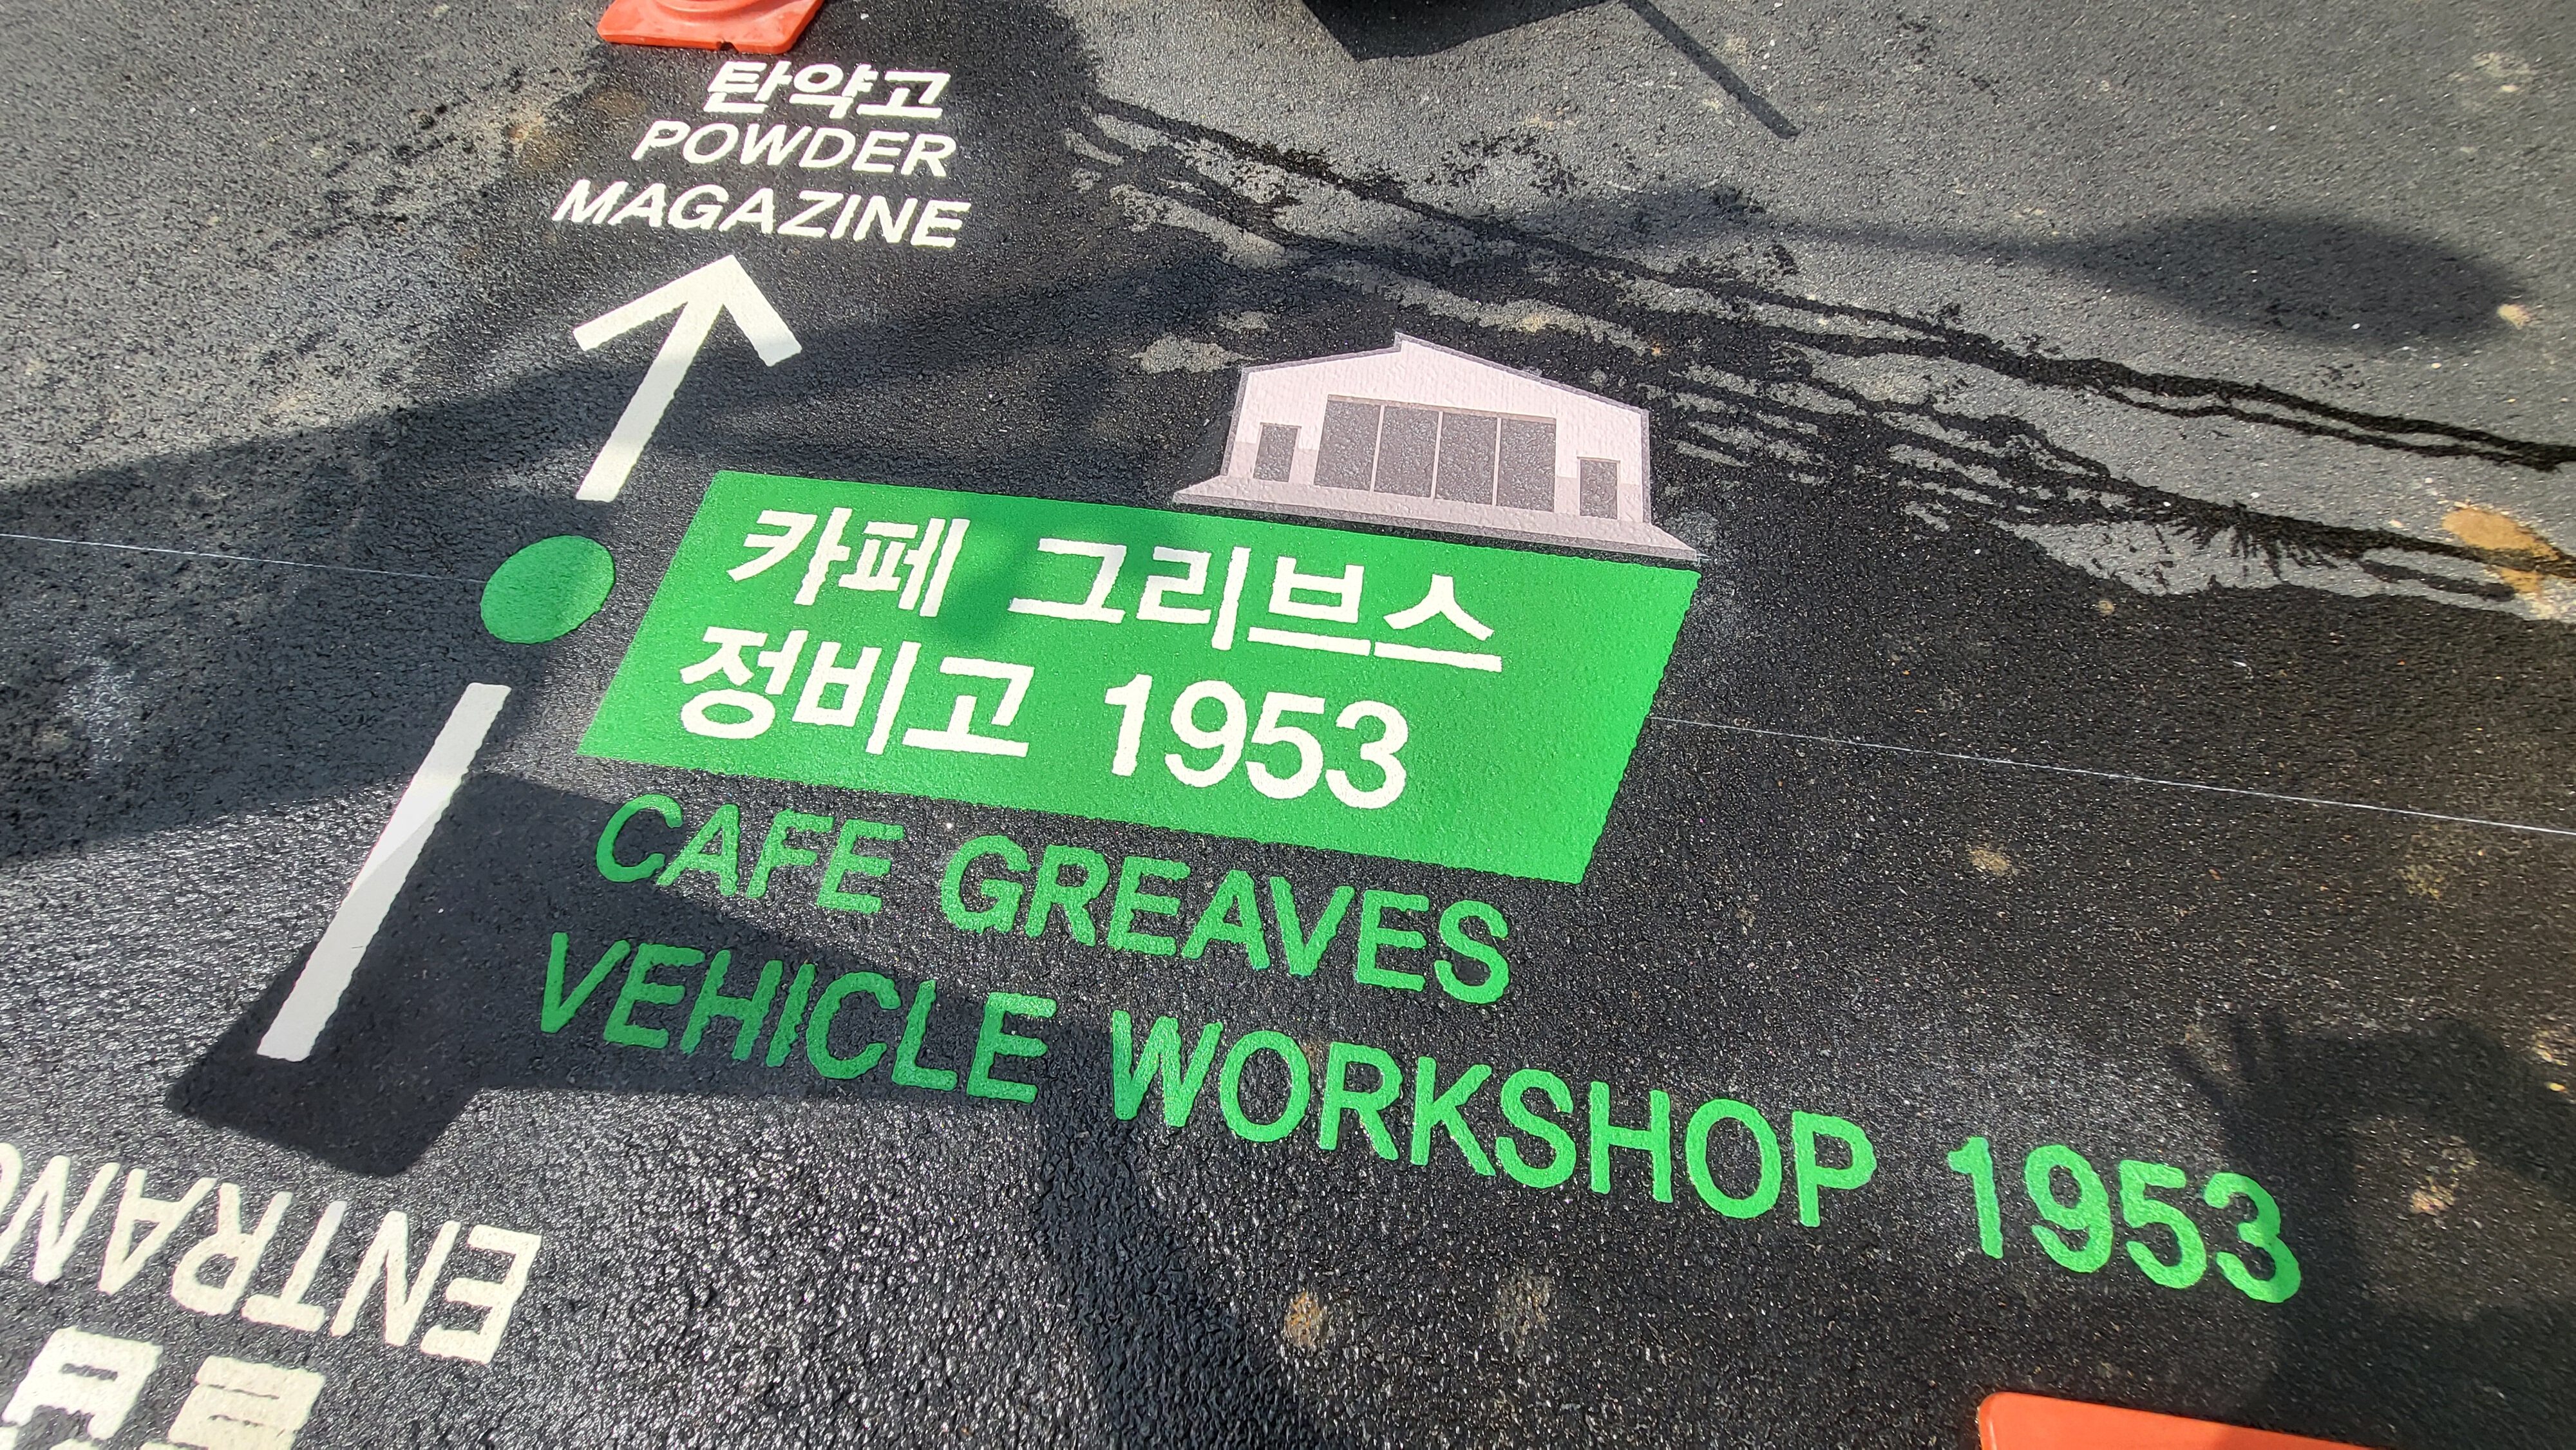 탄약고
POWDER
MAGAZINE
카페 그리브스
정비고 1953
CAFE GREAVES
VEHICLE WORKSHOP 1953